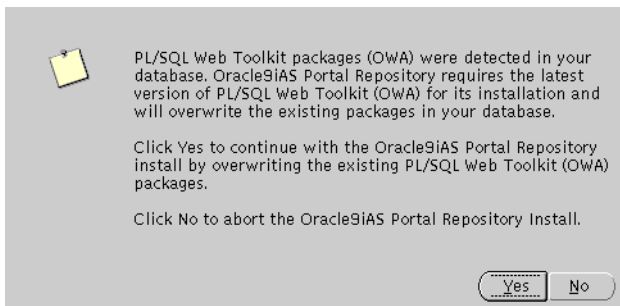 PL/SQL Web Toolkit packages (OWA) were detected in your
database. Oracle9iAS Portal Repository requires the latest
version of PL/SQL Web Toolkit (OWA) for its installation and
will overwrite the existing packages in your database.
Click Yes to continue with the Oracle9iAS Portal Repository
install by overwriting the existing PL/SQL Web Toolkit (OWA)
packages.
Click No to abort the Oracle9iAS Portal Repository Install.
Yes No